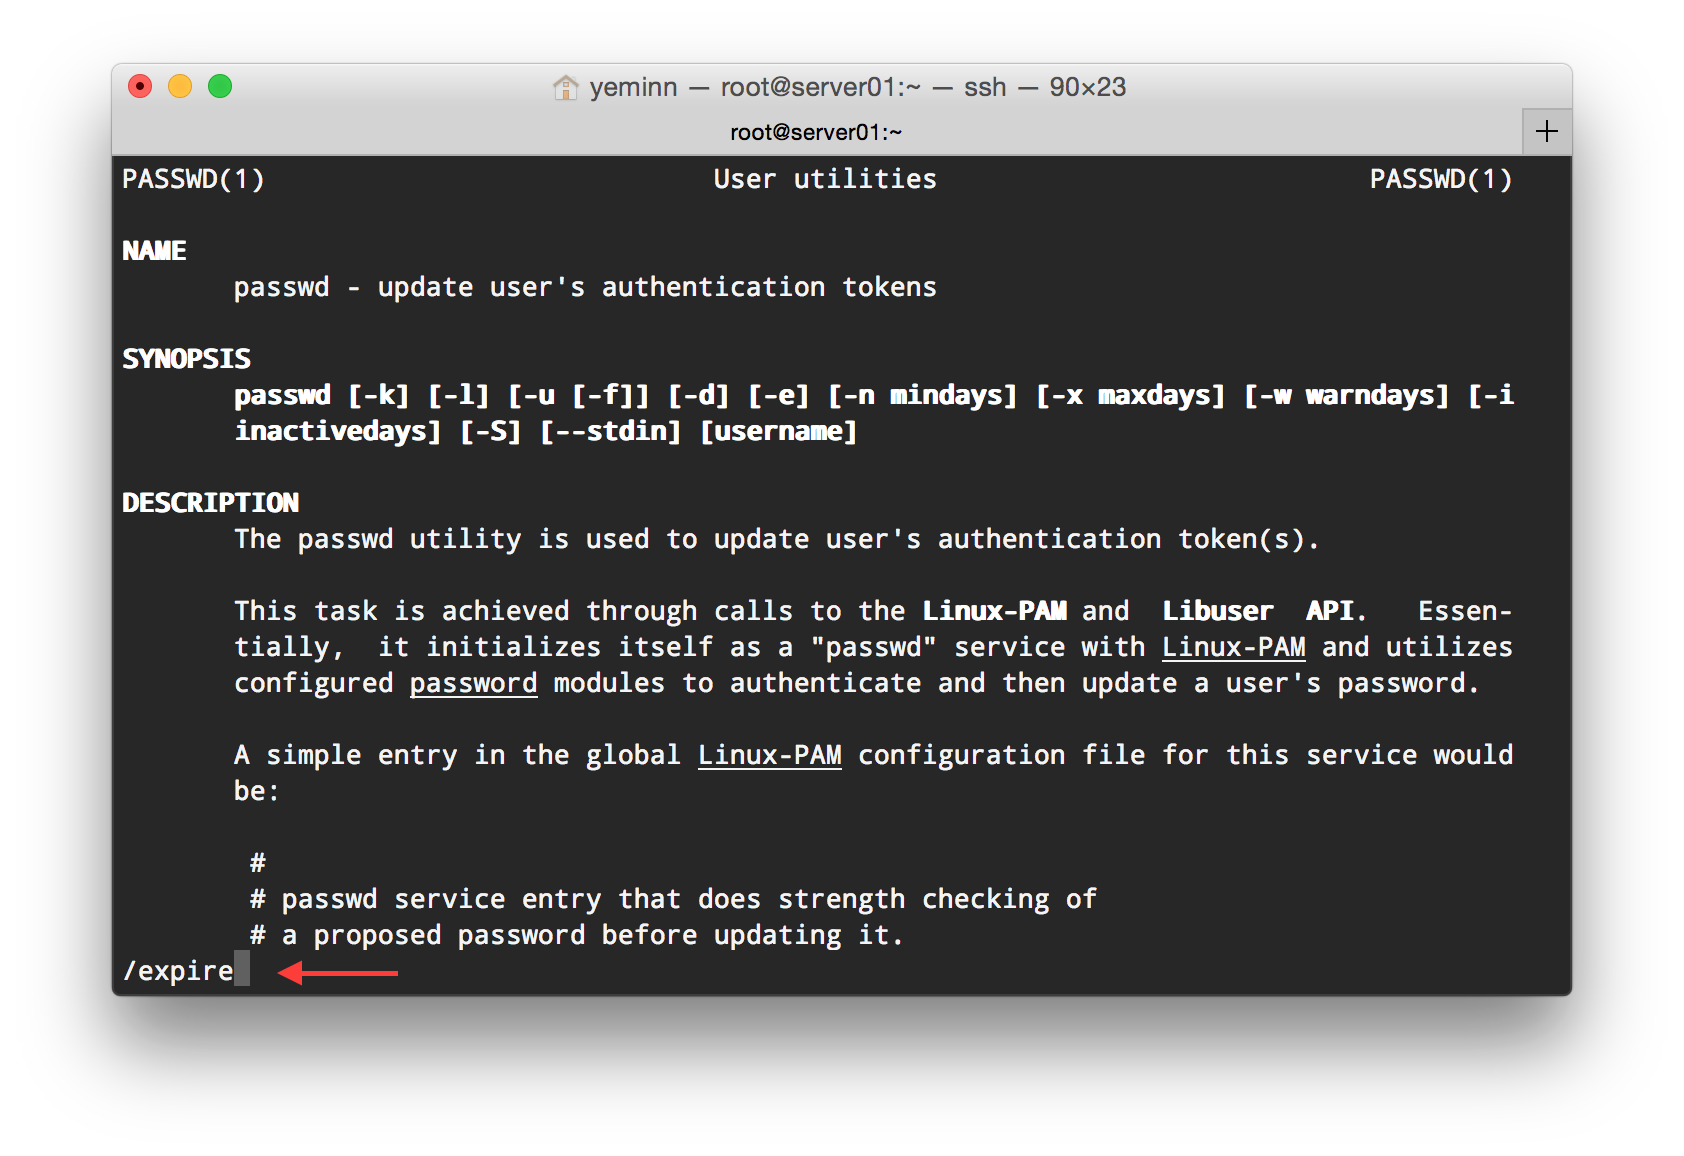 yeminn — root@server01:~ — ssh — 90×23
root@server01:~
+
PASSWD(1) User utilities PASSWD(1)
NAME
passwd - update user's authentication tokens
SYNOPSIS
passwd [-k] [-l] [-u [-f]] [-d] [-e] [-n mindays] [-x maxdays] [-w warndays] [-i
inactivedays] [-S] [--stdin] [username]
DESCRIPTION
The passwd utility is used to update user's authentication token(s).
This task is achieved through calls to the Linux-PAM and  Libuser  API.   Essen-
tially,  it initializes itself as a "passwd" service with Linux-PAM and utilizes
configured password modules to authenticate and then update a user's password.
A simple entry in the global Linux-PAM configuration file for this service would
be:
#
# passwd service entry that does strength checking of
# a proposed password before updating it.
/expire